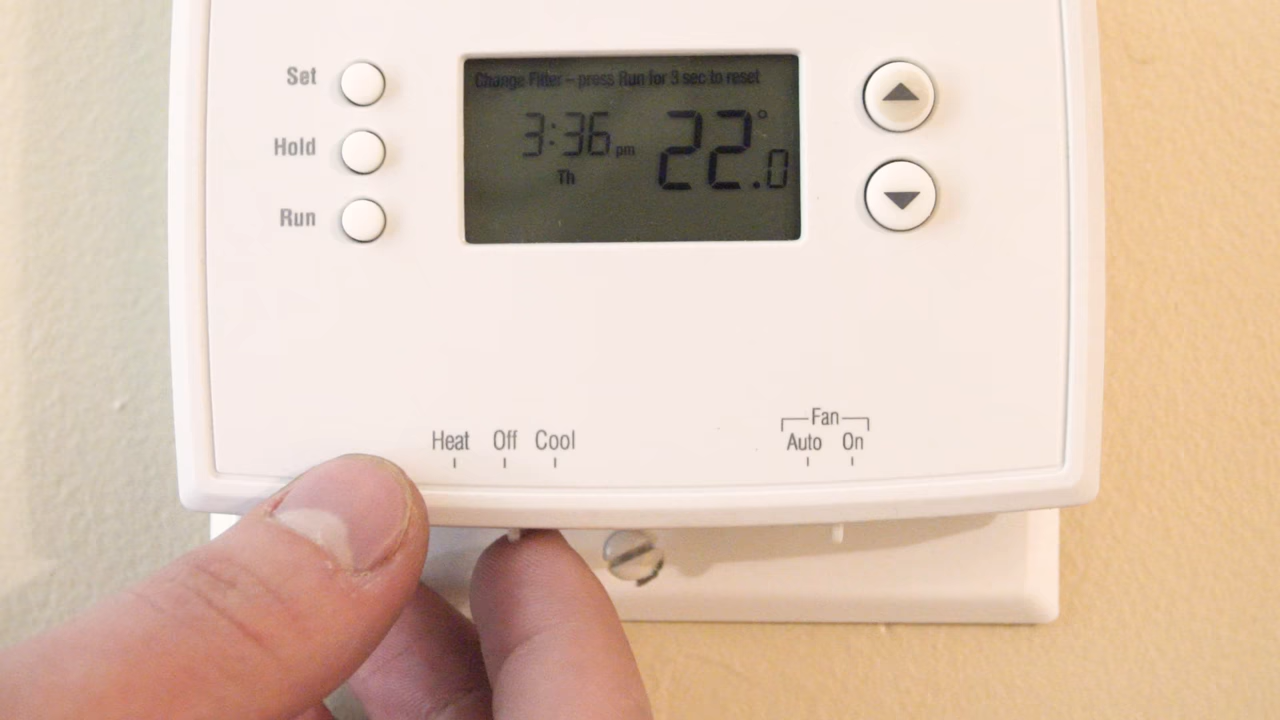 Change Filter – press Run for 3 sec to reset
Set
3:36 pm 22.0°
Hold
Th
Run
Fan
Heat Off Cool
Auto On